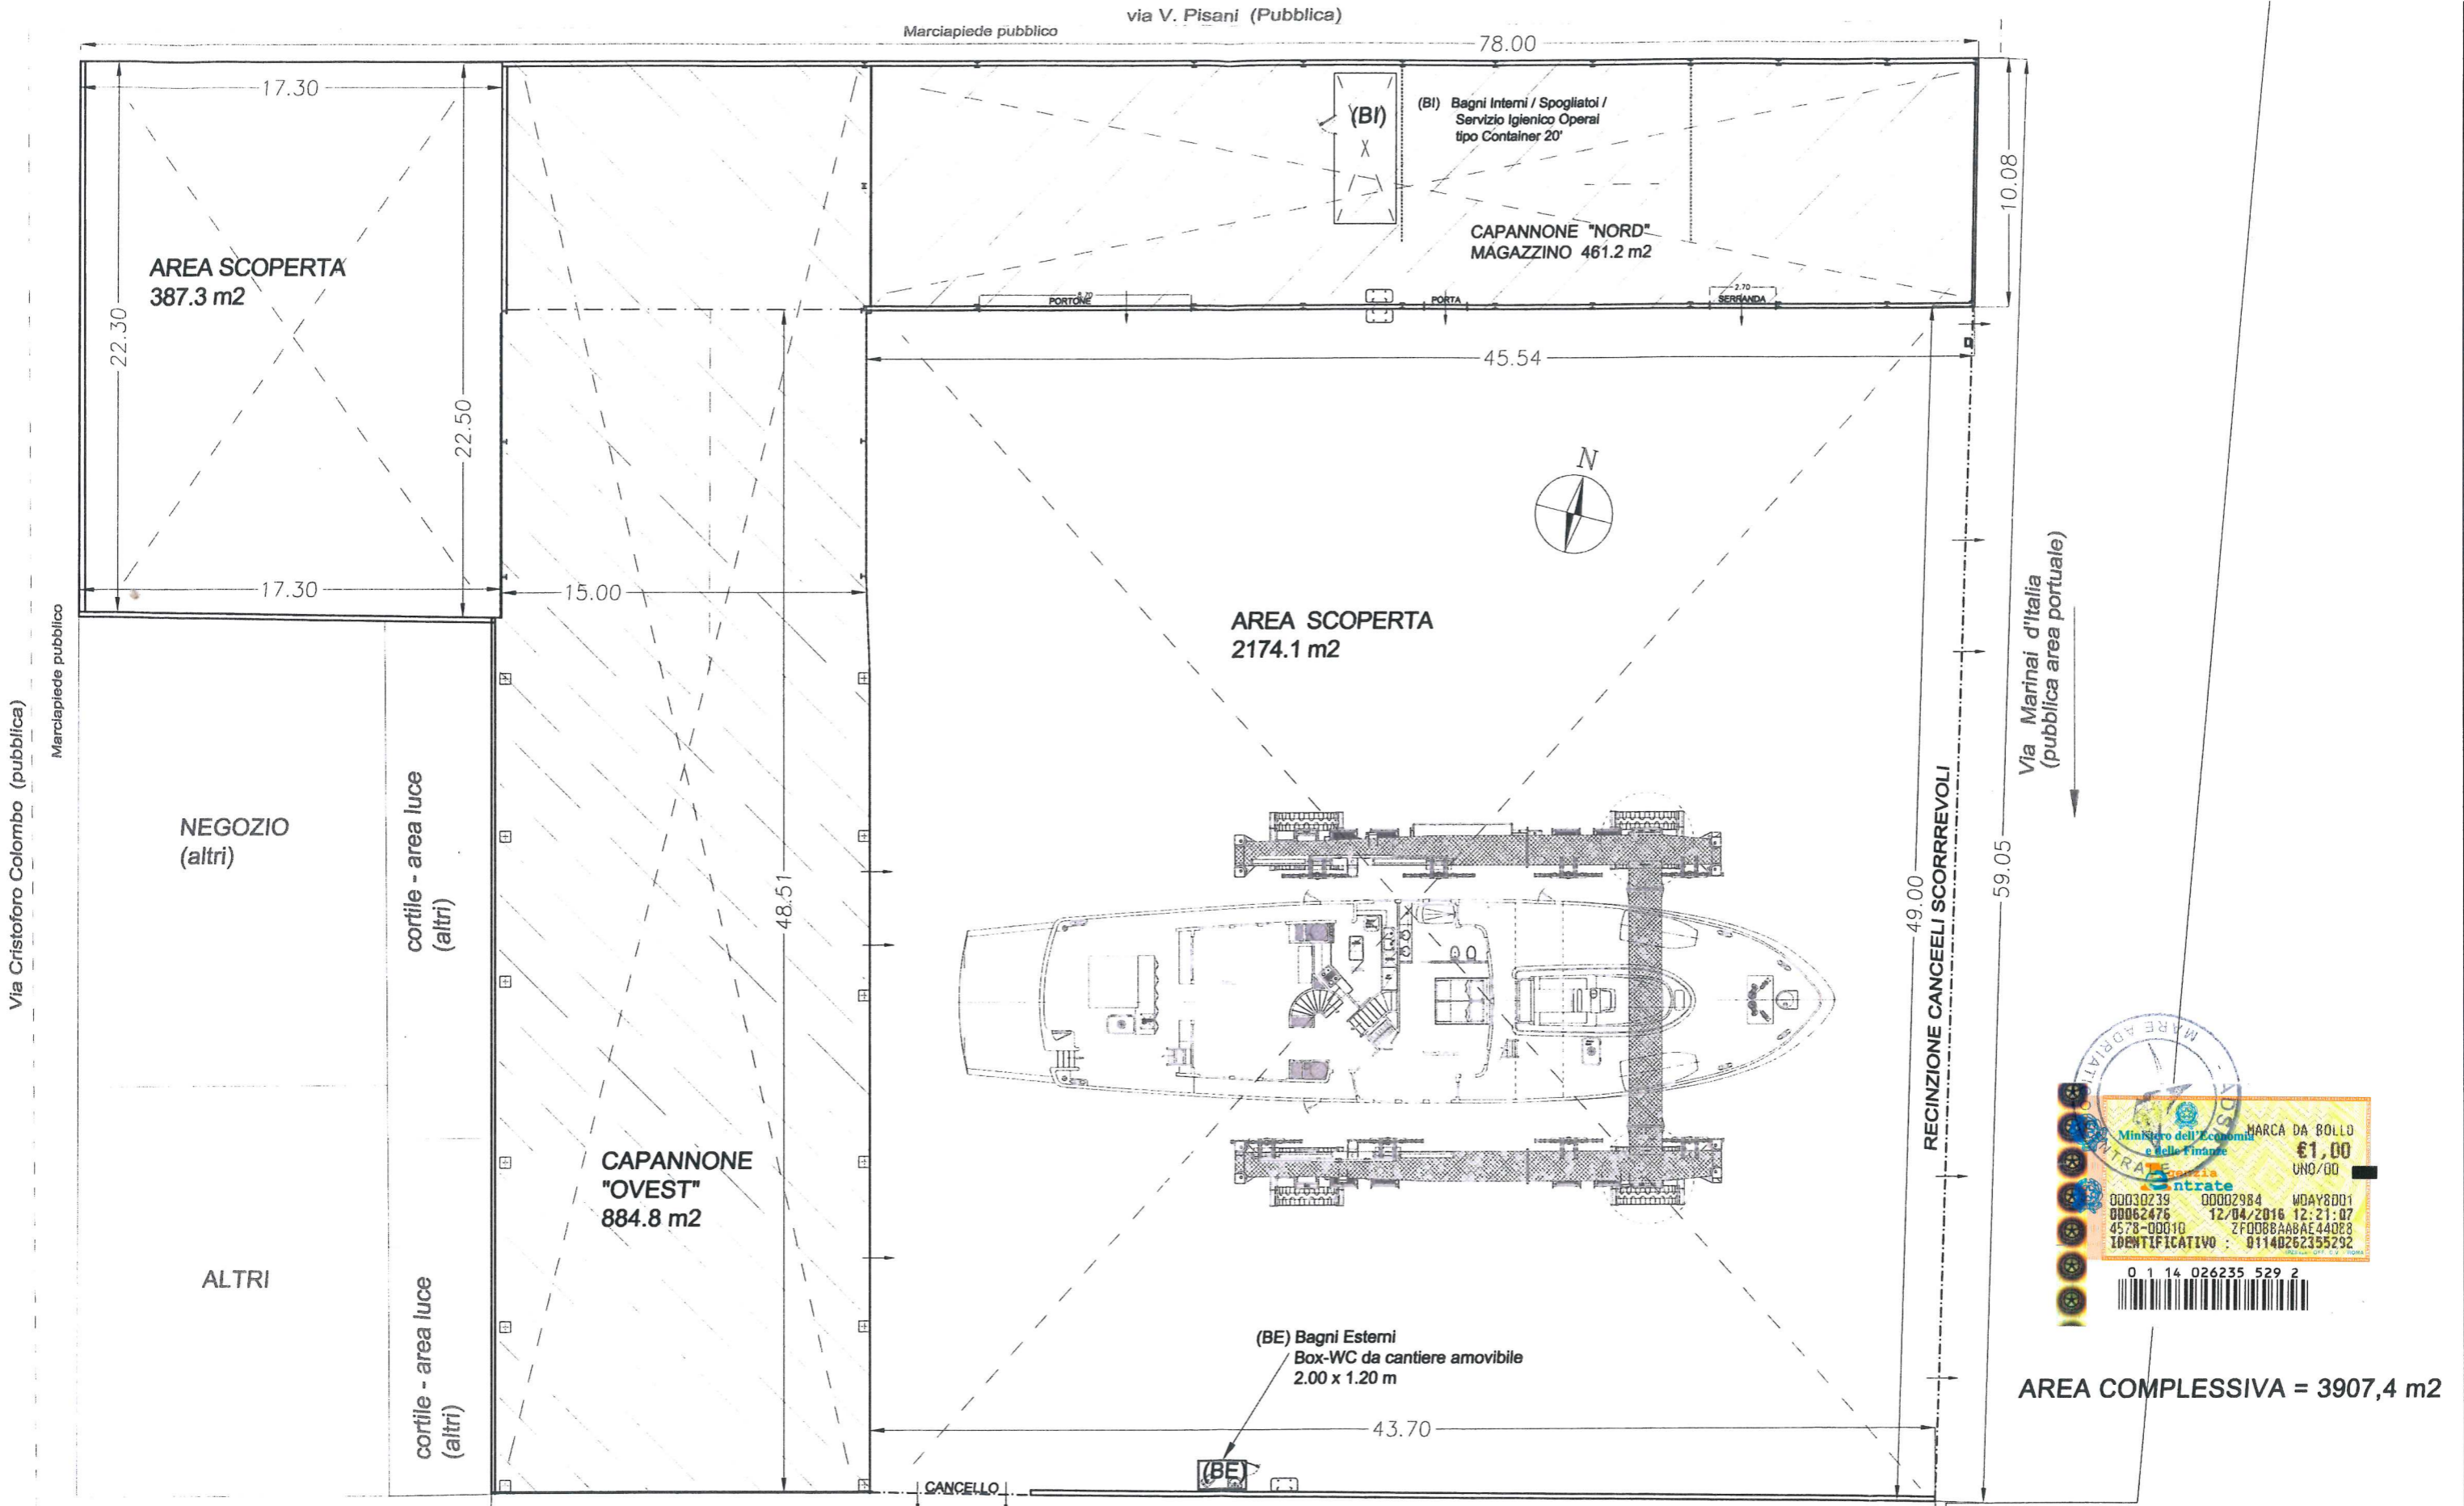 via V. Pisani (Pubblica)
Marciapiede pubblico
78.00
17.30
22.30
22.50
AREA SCOPERTA
387.3 m2
17.30
(BI)
(BI) Bagni Interni / Spogliatoi /
Servizio Igienico Operai
tipo Container 20'
CAPANNONE "NORD"
MAGAZZINO 461.2 m2
10.08
PORTONE
PORTA
2.70
SERRANDA
45.54
15.00
48.51
N
AREA SCOPERTA
2174.1 m2
Via Marinai d'Italia
(pubblica area portuale)
49.00
RECINZIONE CANCEELI SCORREVOLI
59.05
Via Cristoforo Colombo (pubblica)
Marciapiede pubblico
NEGOZIO
(altri)
cortile - area luce
(altri)
ALTRI
cortile - area luce
(altri)
CAPANNONE
"OVEST"
884.8 m2
(BE) Bagni Esterni
Box-WC da cantiere amovibile
2.00 x 1.20 m
43.70
(BE)
CANCELLO
MARE ADRIATICO
CENTRALE
Ministero dell'Economia
e delle Finanze
MARCA DA BOLLO
€1,00
UNO/00
genzia
ntrate
00030239 00002984 WDAY8001
00062476 12/04/2016 12:21:07
4578-00010 2F00BBAABAE44088
IDENTIFICATIVO : 01140262355292
0 1 14 026235 529 2
AREA COMPLESSIVA = 3907,4 m2